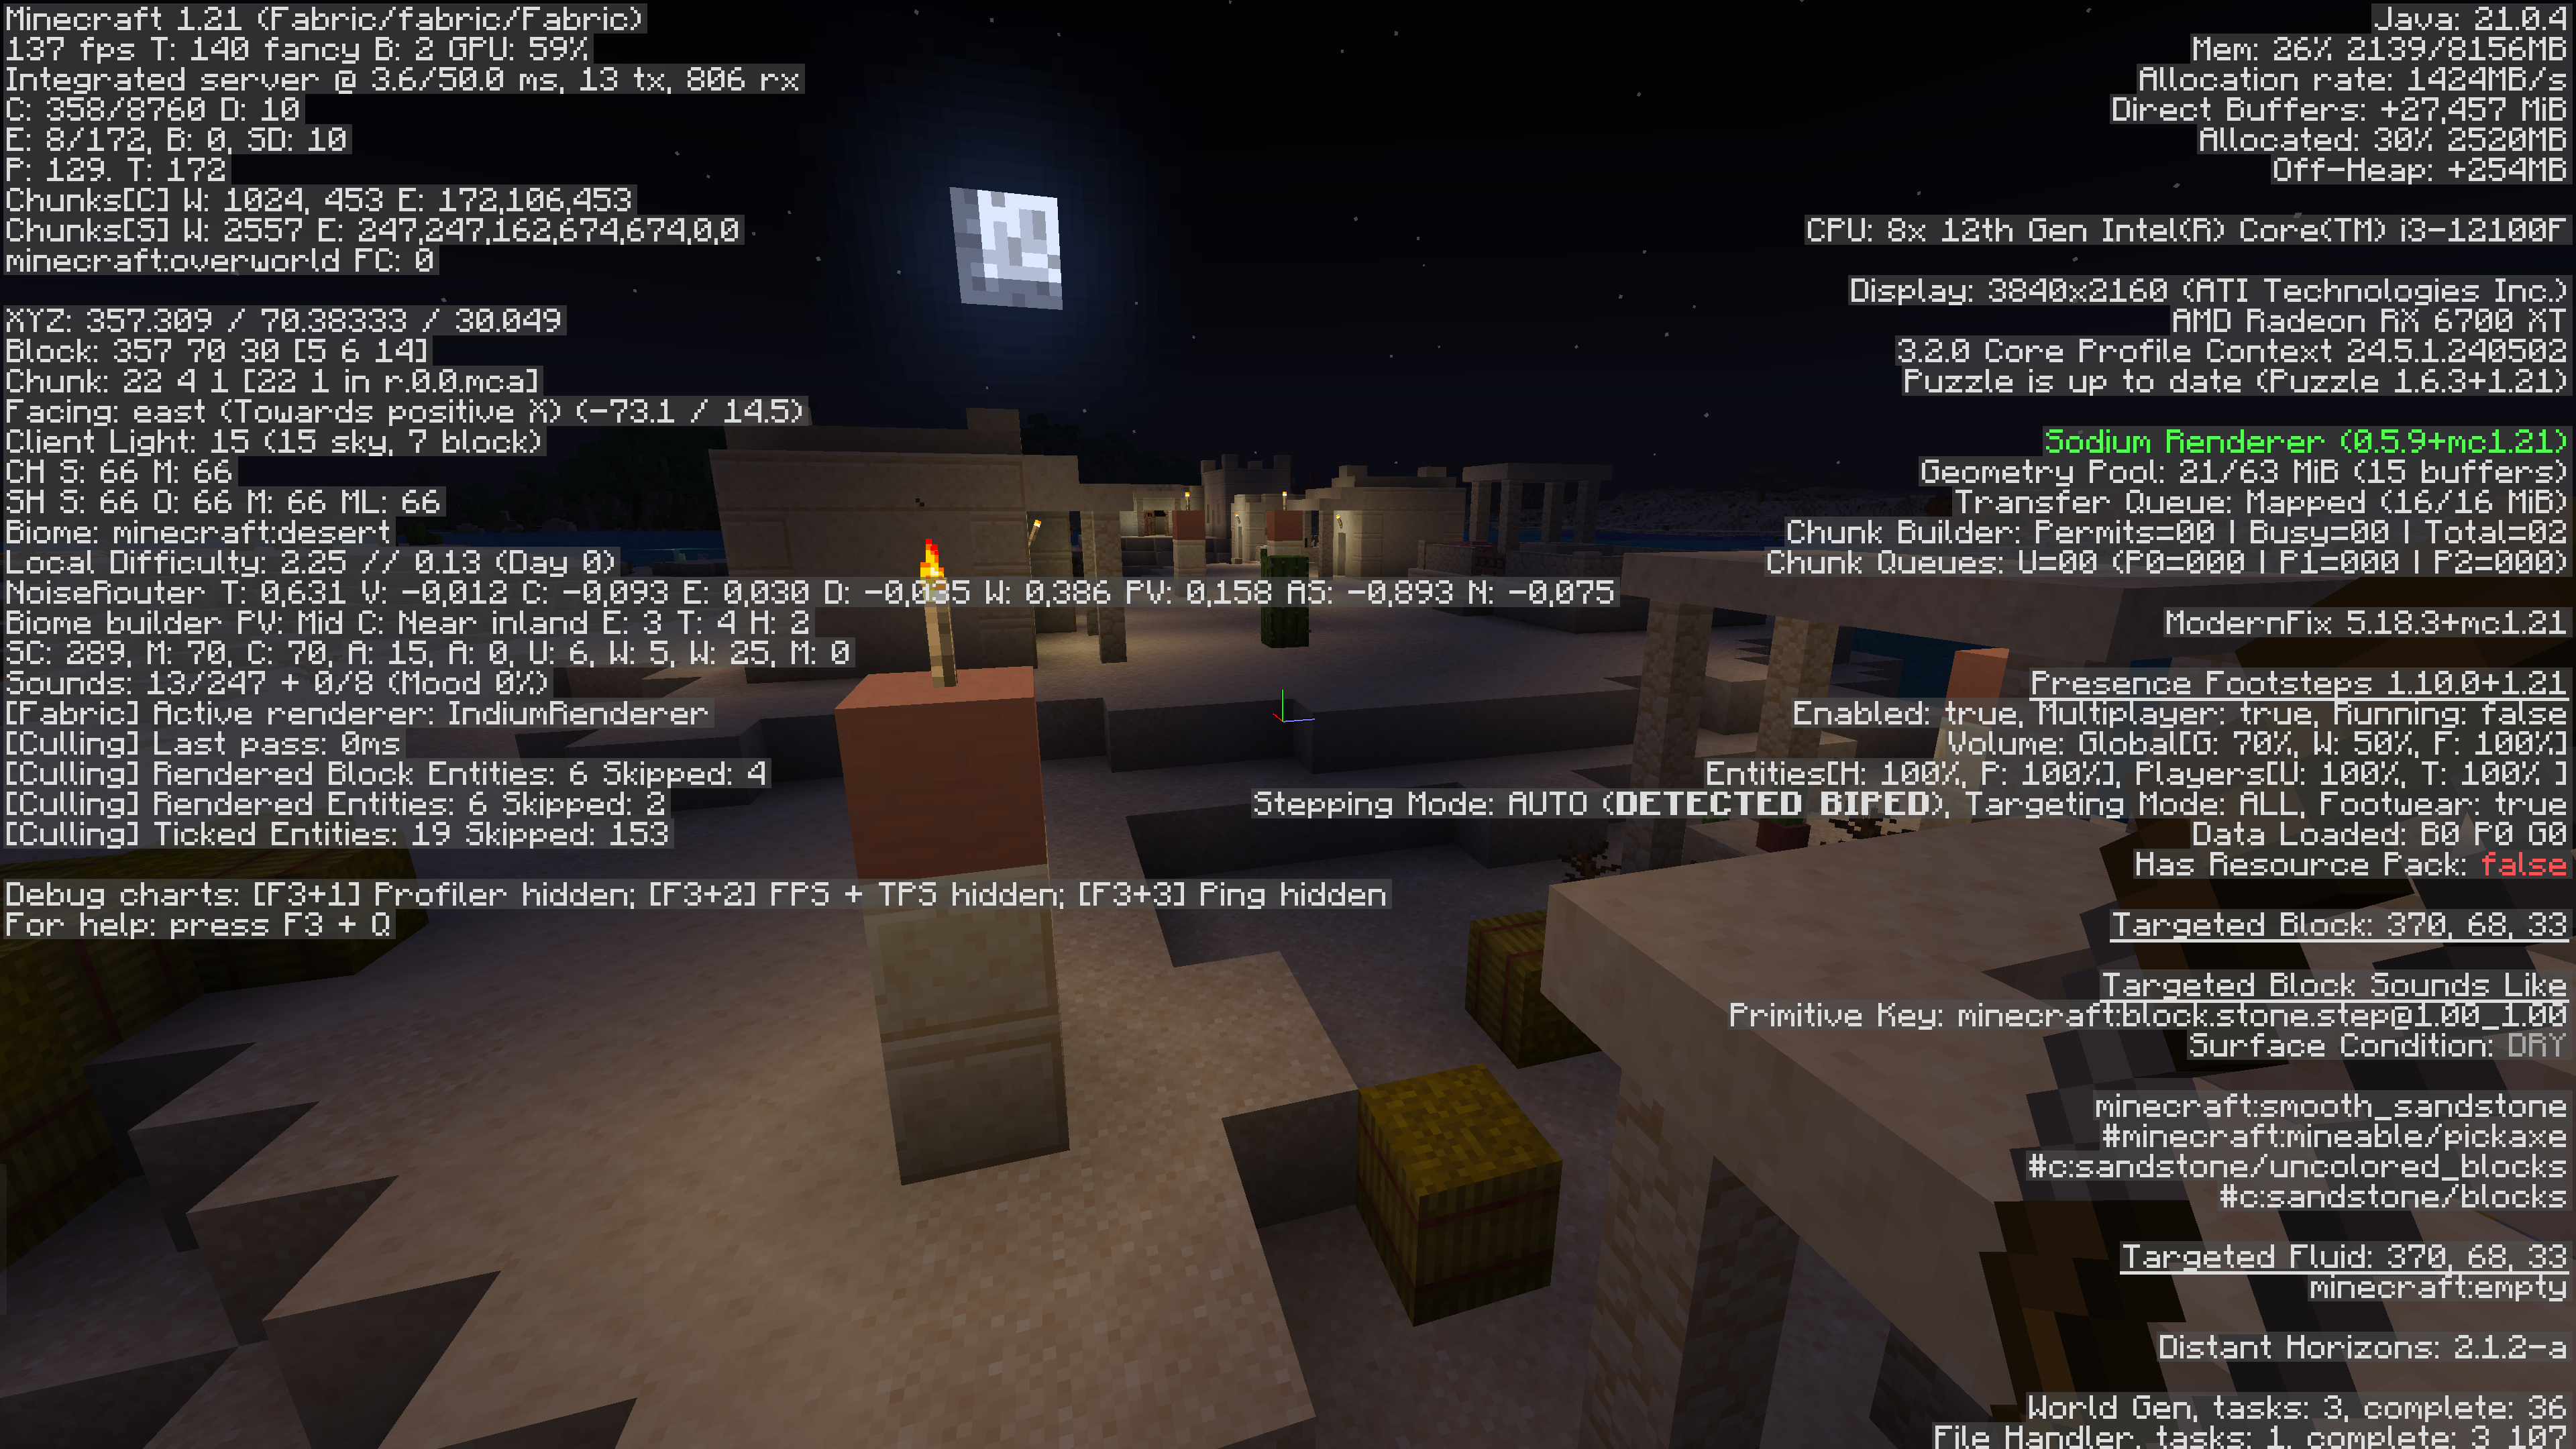 Minecraft 1.21 (Fabric/fabric/Fabric)
137 fps T: 140 fancy B: 2 GPU: 59%
Integrated server @ 3.6/50.0 ms, 13 tx, 806 rx
C: 358/8760 D: 10
E: 8/172, B: 0, SD: 10
P: 129. T: 172
Chunks[C] W: 1024, 453 E: 172,106,453
Chunks[S] W: 2557 E: 247,247,162,674,674,0,0
minecraft:overworld FC: 0
XYZ: 357.309 / 70.38333 / 30.049
Block: 357 70 30 [5 6 14]
Chunk: 22 4 1 [22 1 in r.0.0.mca]
Facing: east (Towards positive X) (-73.1 / 14.5)
Client Light: 15 (15 sky, 7 block)
CH S: 66 M: 66
SH S: 66 O: 66 M: 66 ML: 66
Biome: minecraft:desert
Local Difficulty: 2.25 // 0.13 (Day 0)
NoiseRouter T: 0,631 V: -0,012 C: -0,093 E: 0,030 D: -0,035 W: 0,386 PV: 0,158 AS: -0,893 N: -0,075
Biome builder PV: Mid C: Near inland E: 3 T: 4 H: 2
SC: 289, M: 70, C: 70, A: 15, A: 0, U: 6, W: 5, W: 25, M: 0
Sounds: 13/247 + 0/8 (Mood 0%)
[Fabric] Active renderer: IndiumRenderer
[Culling] Last pass: 0ms
[Culling] Rendered Block Entities: 6 Skipped: 4
[Culling] Rendered Entities: 6 Skipped: 2
[Culling] Ticked Entities: 19 Skipped: 153
Debug charts: [F3+1] Profiler hidden; [F3+2] FPS + TPS hidden; [F3+3] Ping hidden
For help: press F3 + Q
Java: 21.0.4
Mem: 26% 2139/8156MB
Allocation rate: 1424MB/s
Direct Buffers: +27,457 MiB
Allocated: 30% 2520MB
Off-Heap: +254MB
CPU: 8x 12th Gen Intel(R) Core(TM) i3-12100F
Display: 3840x2160 (ATI Technologies Inc.)
AMD Radeon RX 6700 XT
3.2.0 Core Profile Context 24.5.1.240502
Puzzle is up to date (Puzzle 1.6.3+1.21)
Sodium Renderer (0.5.9+mc1.21)
Geometry Pool: 21/63 MiB (15 buffers)
Transfer Queue: Mapped (16/16 MiB)
Chunk Builder: Permits=00 | Busy=00 | Total=02
Chunk Queues: U=00 (P0=000 | P1=000 | P2=000)
ModernFix 5.18.3+mc1.21
Presence Footsteps 1.10.0+1.21
Enabled: true, Multiplayer: true, Running: false
Volume: Global[G: 70%, W: 50%, F: 100%]
Entities[H: 100%, P: 100%], Players[U: 100%, T: 100% ]
Stepping Mode: AUTO (DETECTED BIPED), Targeting Mode: ALL, Footwear: true
Data Loaded: B0 P0 G0
Has Resource Pack: false
Targeted Block: 370, 68, 33
Targeted Block Sounds Like
Primitive Key: minecraft:block.stone.step@1.00_1.00
Surface Condition: DRY
minecraft:smooth_sandstone
#minecraft:mineable/pickaxe
#c:sandstone/uncolored_blocks
#c:sandstone/blocks
Targeted Fluid: 370, 68, 33
minecraft:empty
Distant Horizons: 2.1.2-a
World Gen, tasks: 3, complete: 36
File Handler, tasks: 1, complete: 3 107